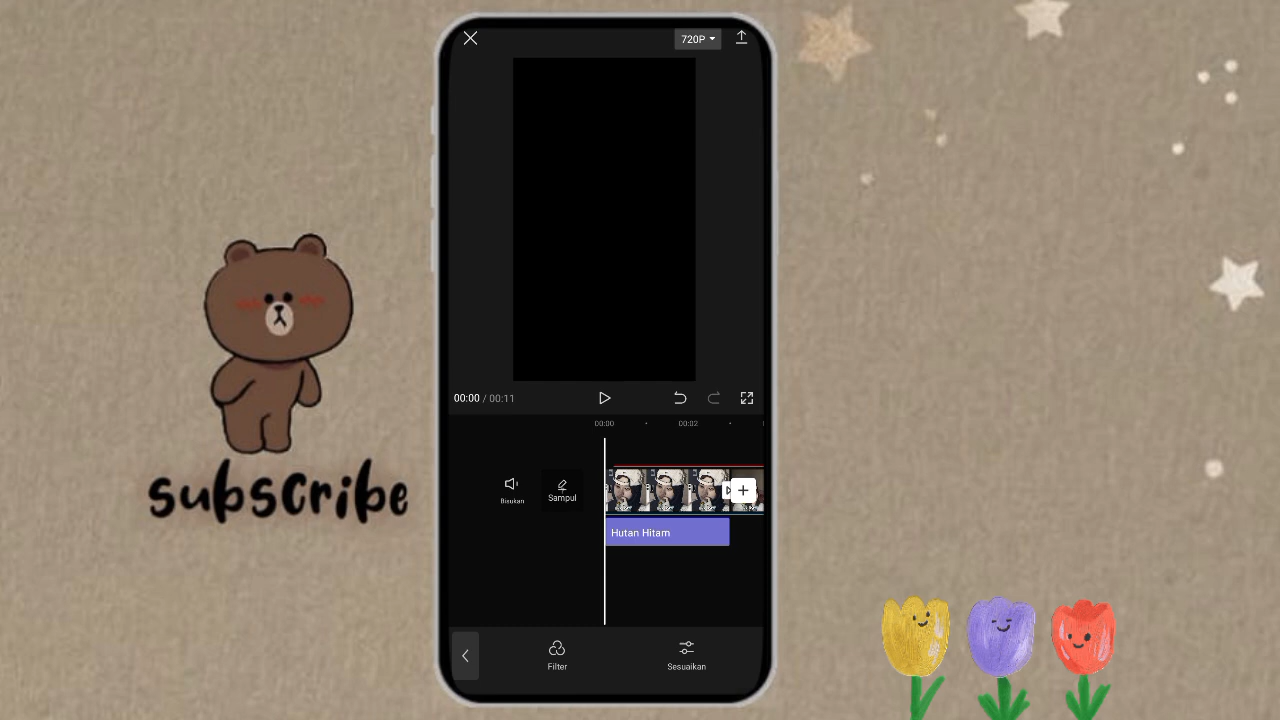 720P
00:00 / 00:11
00:00
00:02
Bisukan
Sampul
Hutan Hitam
Filter
Sesuaikan
subscribe